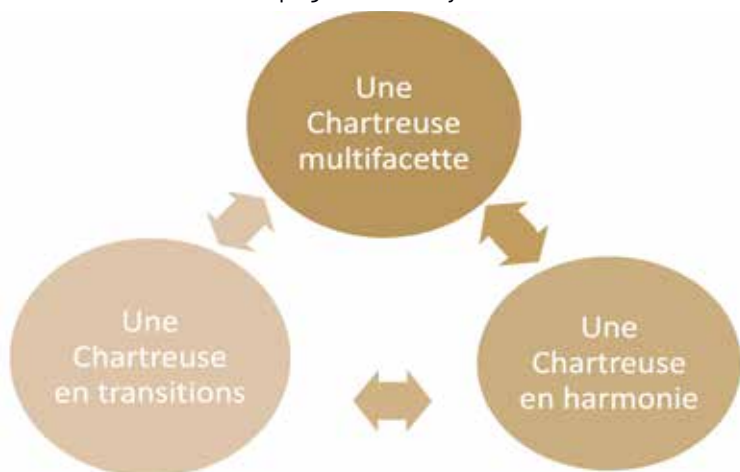 Une
Chartreuse
multifacette
Une
Chartreuse
en transitions
Une
Chartreuse
en harmonie